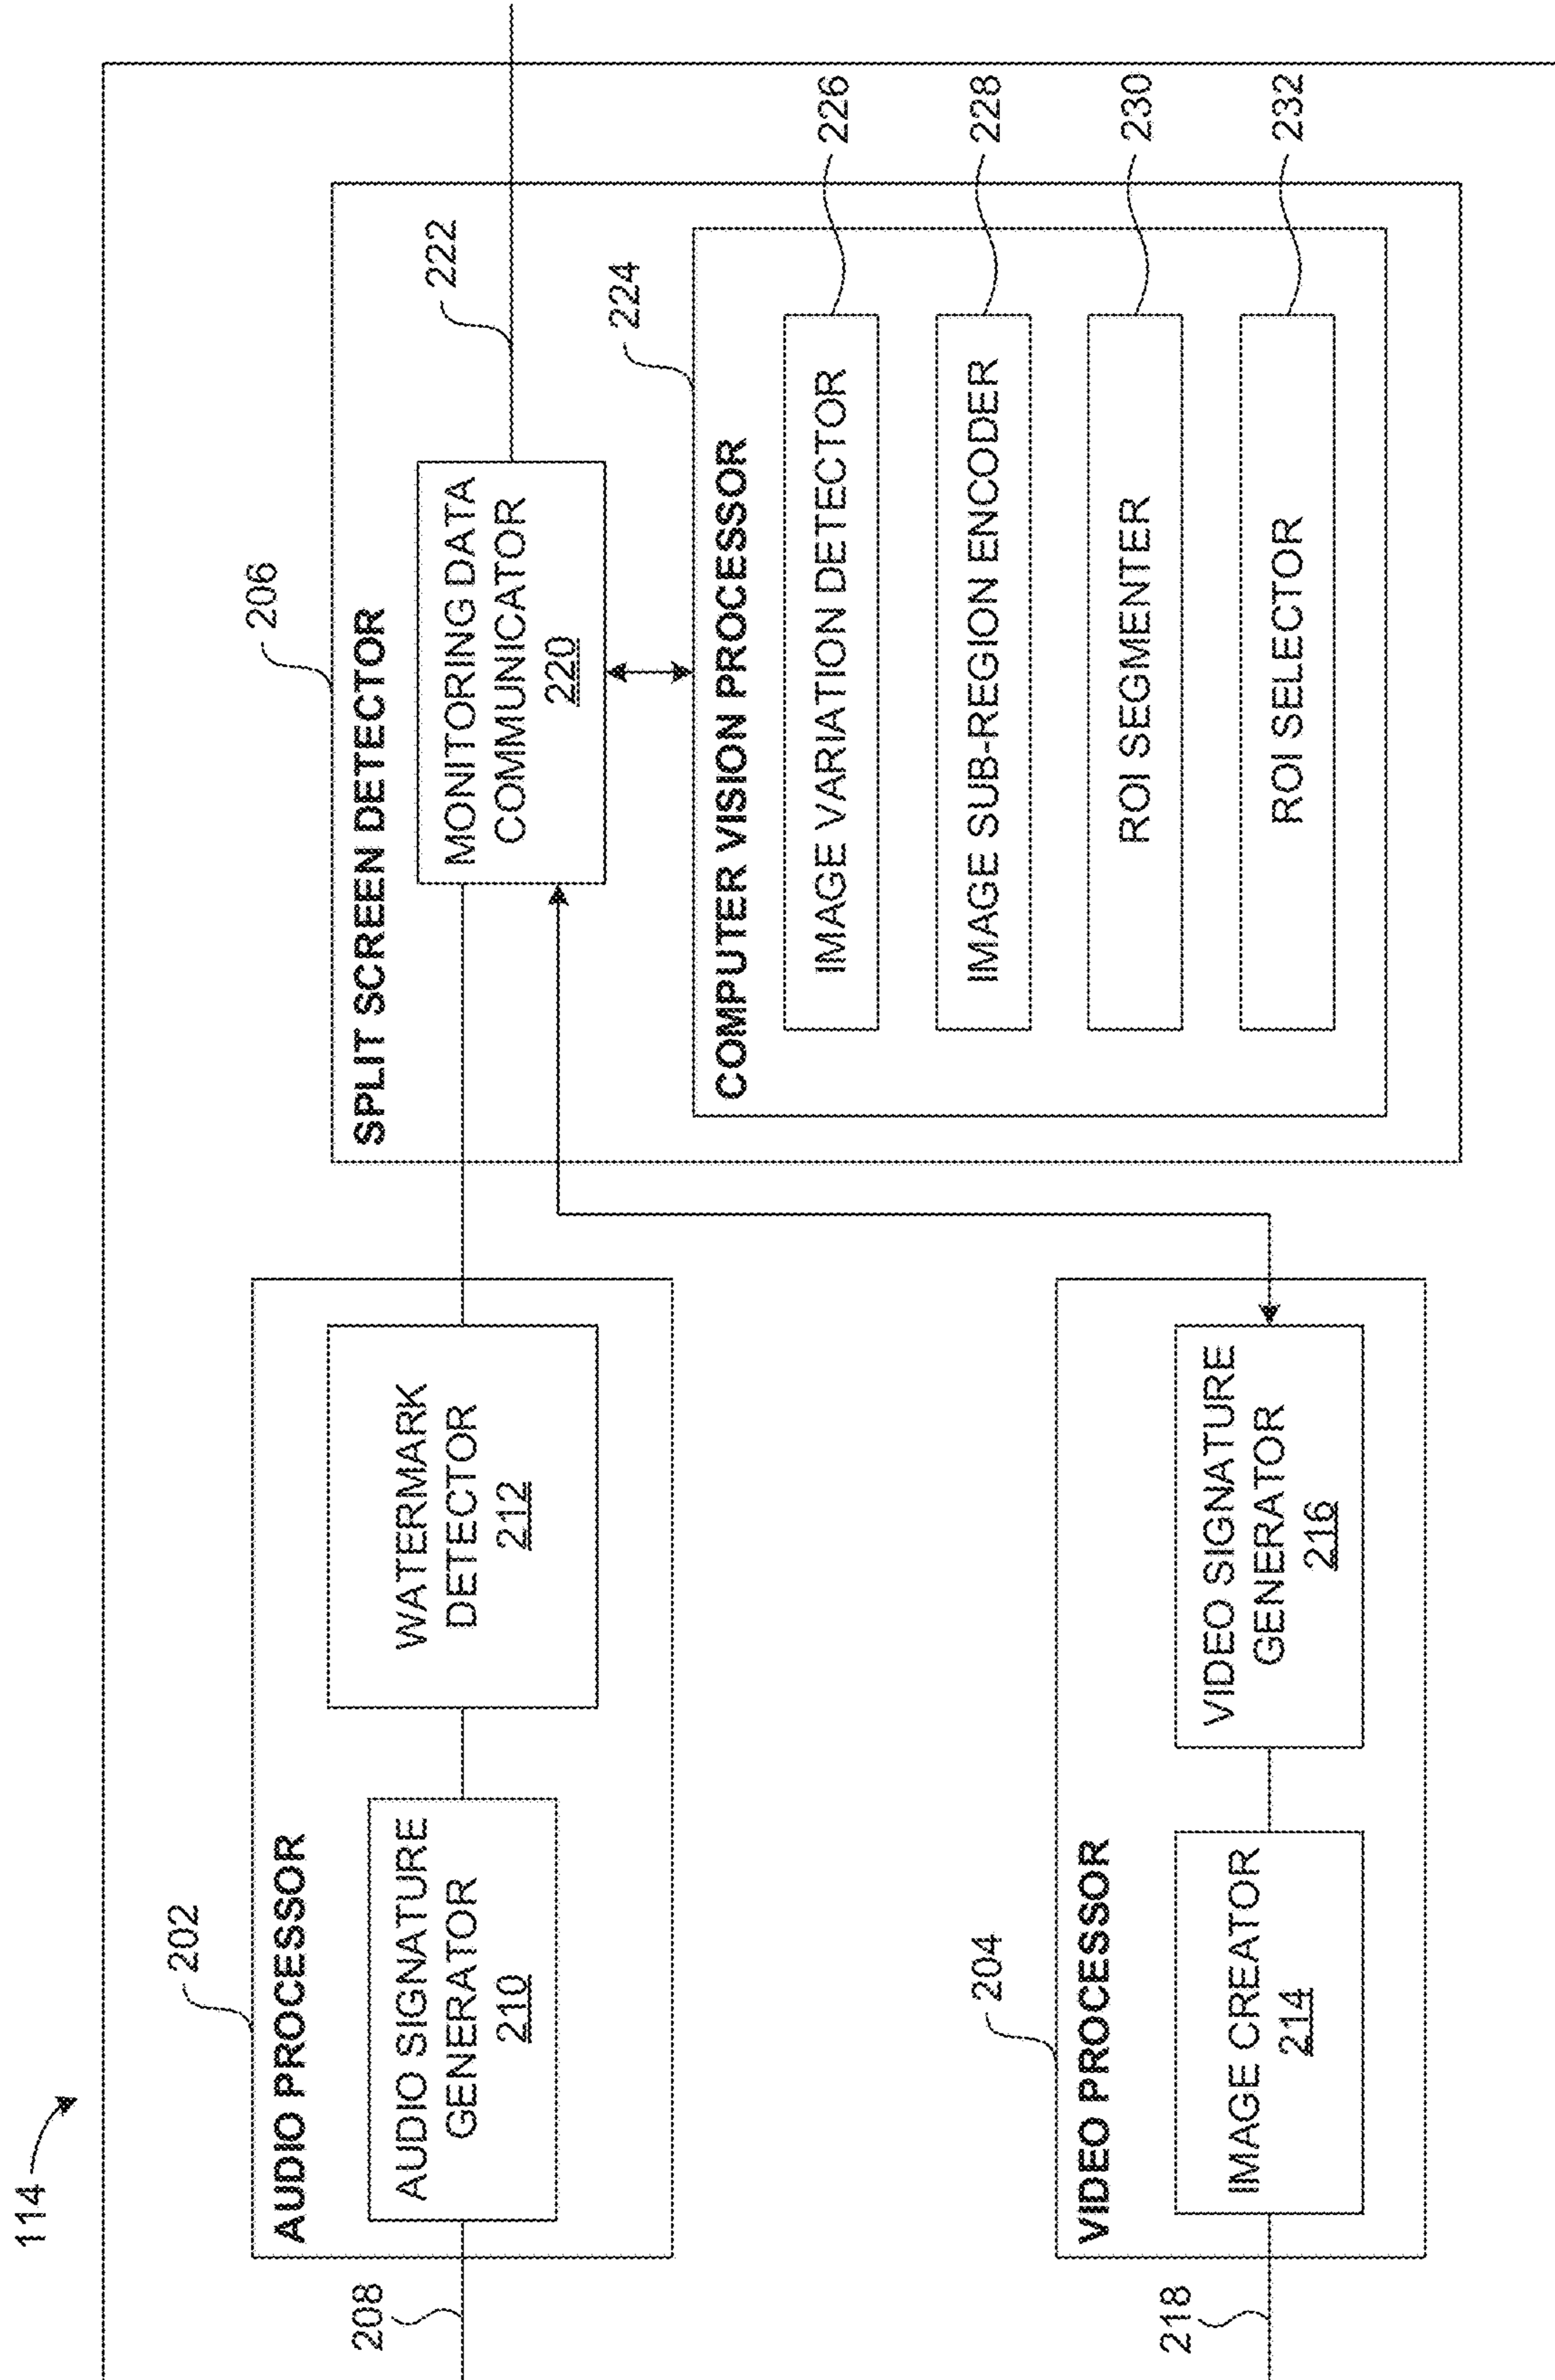 114
202
AUDIO PROCESSOR
208
AUDIO SIGNATURE
GENERATOR
210
WATERMARK
DETECTOR
212
204
VIDEO PROCESSOR
218
IMAGE CREATOR
214
VIDEO SIGNATURE
GENERATOR
216
206
SPLIT SCREEN DETECTOR
MONITORING DATA
COMMUNICATOR
220
222
224
COMPUTER VISION PROCESSOR
IMAGE VARIATION DETECTOR
226
IMAGE SUB-REGION ENCODER
228
ROI SEGMENTER
230
ROI SELECTOR
232